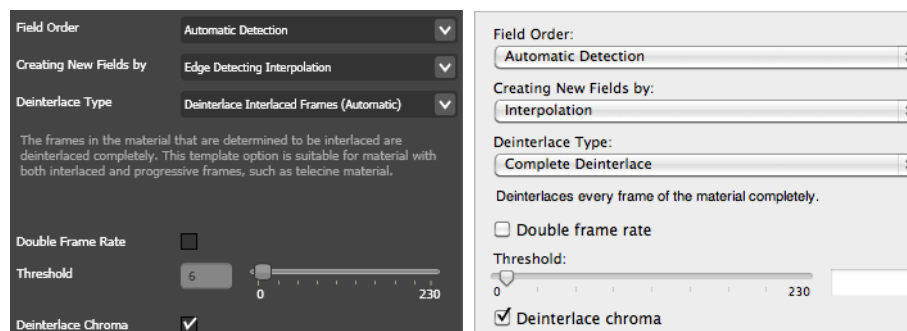 Field Order
Automatic Detection
Creating New Fields by
Edge Detecting Interpolation
Deinterlace Type
Deinterlace Interlaced Frames (Automatic)
The frames in the material that are determined to be interlaced are
deinterlaced completely. This template option is suitable for material with
both interlaced and progressive frames, such as telecine material.
Double Frame Rate
Threshold
6
0
230
Deinterlace Chroma
Field Order:
Automatic Detection
Creating New Fields by:
Interpolation
Deinterlace Type:
Complete Deinterlace
Deinterlaces every frame of the material completely.
Double frame rate
Threshold:
0
230
Deinterlace chroma